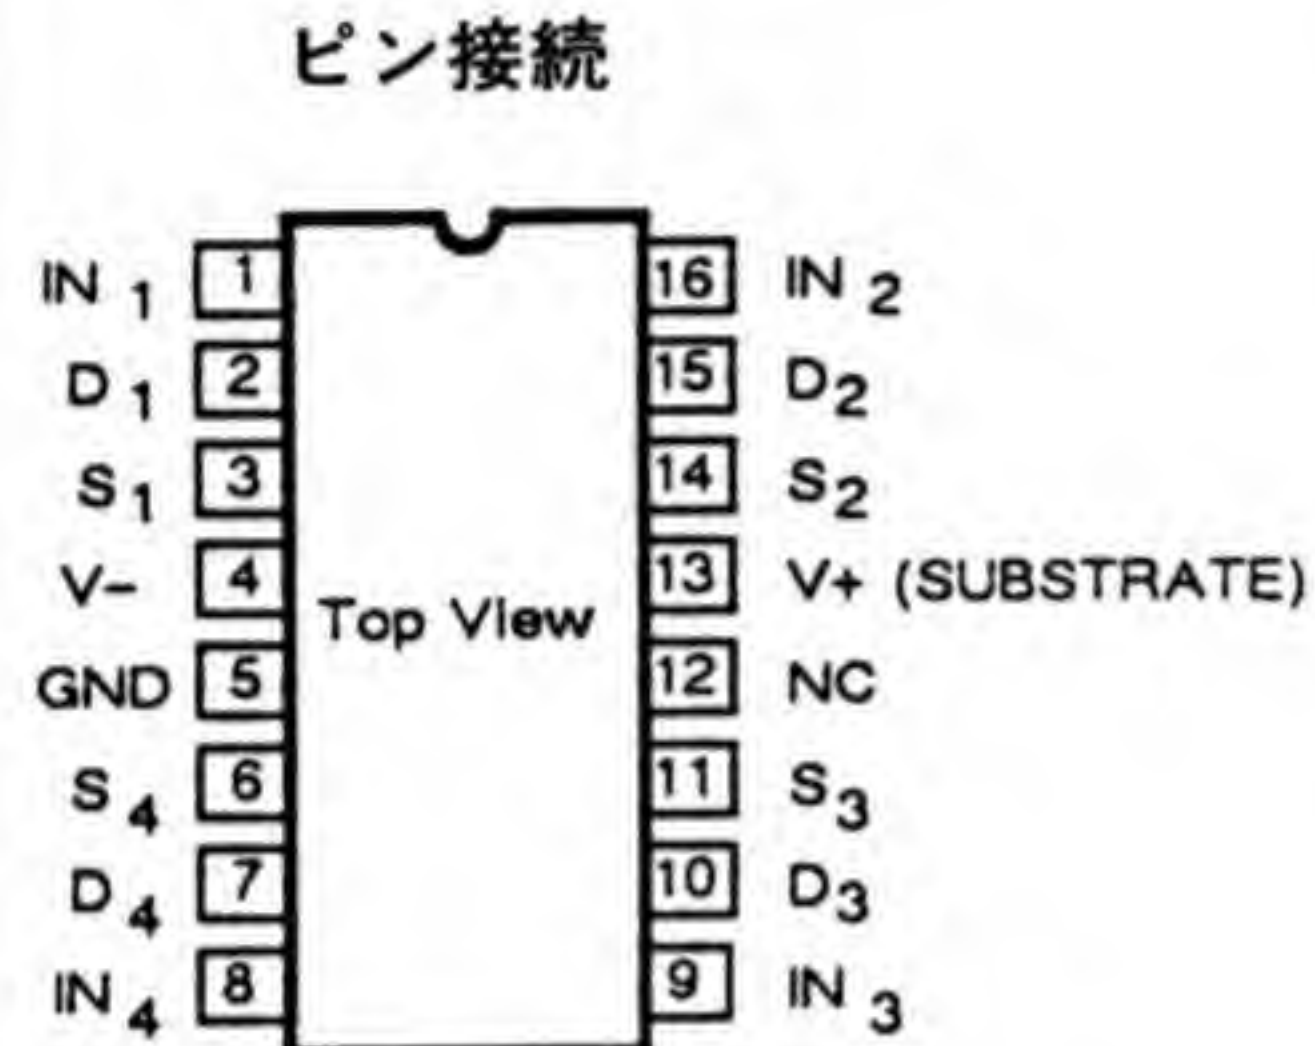 ピン接続
IN 1 1 16 IN 2
D 1 2 15 D2
S 1 3 14 S2
V- 4 13 V+ (SUBSTRATE)
Top View
GND 5 12 NC
S 4 6 11 S3
D 4 7 10 D3
IN 4 8 9 IN 3